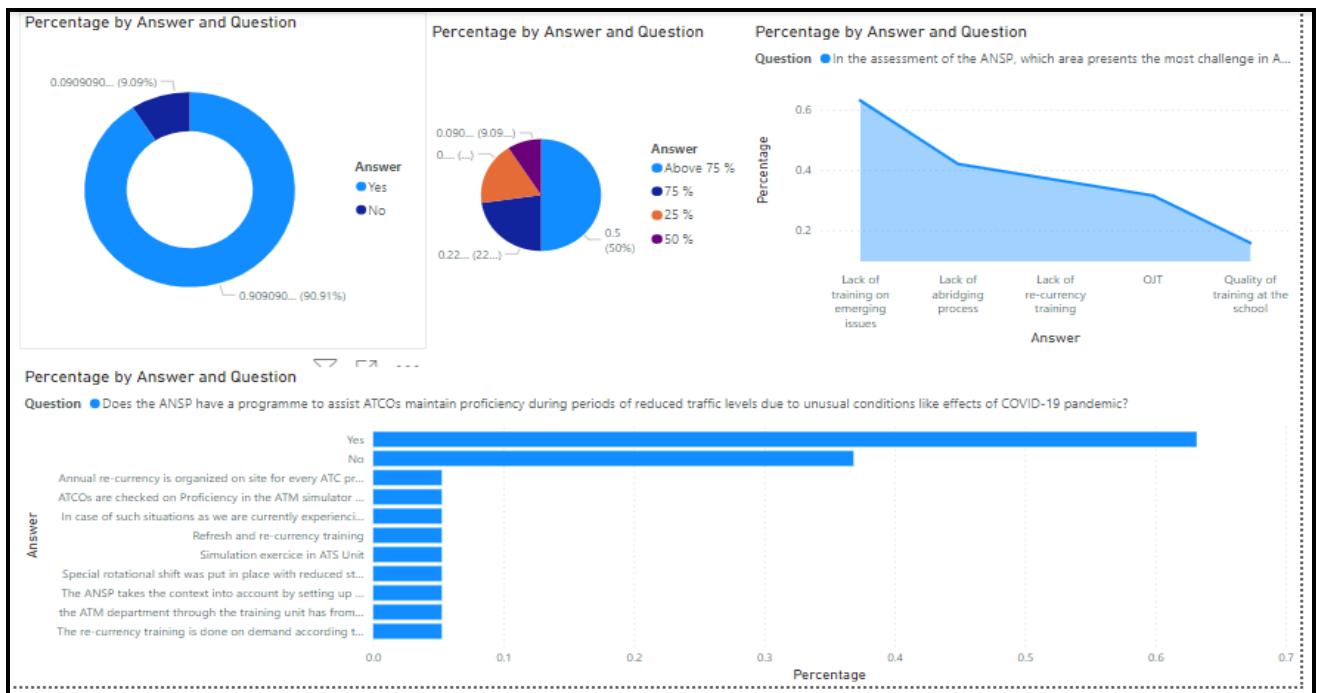 Percentage by Answer and Question
0.0909090... (9.09%)
Answer
Yes
No
0.909090... (90.91%)
Percentage by Answer and Question
0.090... (9.09...)
0.... (...)
0.22... (22...)
0.5
(50%)
Answer
Above 75 %
75 %
25 %
50 %
Percentage by Answer and Question
Question In the assessment of the ANSP, which area presents the most challenge in A...
Percentage
0.6
0.4
0.2
Lack of
training on
emerging
issues
Lack of
abridging
process
Lack of
re-currency
training
OJT
Quality of
training at the
school
Answer
Percentage by Answer and Question
Question Does the ANSP have a programme to assist ATCOs maintain proficiency during periods of reduced traffic levels due to unusual conditions like effects of COVID-19 pandemic?
Answer
Yes
No
Annual re-currency is organized on site for every ATC pr...
ATCOs are checked on Proficiency in the ATM simulator ...
In case of such situations as we are currently experienci...
Refresh and re-currency training
Simulation exercice in ATS Unit
Special rotational shift was put in place with reduced st...
The ANSP takes the context into account by setting up ...
the ATM department through the training unit has from...
The re-currency training is done on demand according t...
0.0 0.1 0.2 0.3 0.4 0.5 0.6 0.7
Percentage